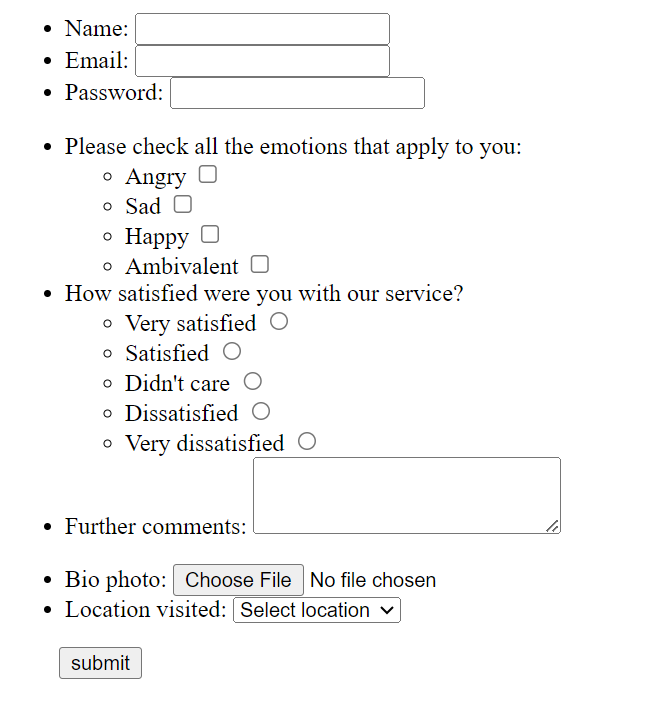 Name:
Email:
Password:
Please check all the emotions that apply to you:
Angry
Sad
Happy
Ambivalent
How satisfied were you with our service?
Very satisfied
Satisfied
Didn't care
Dissatisfied
Very dissatisfied
Further comments:
Bio photo: Choose File No file chosen
Location visited: Select location
submit